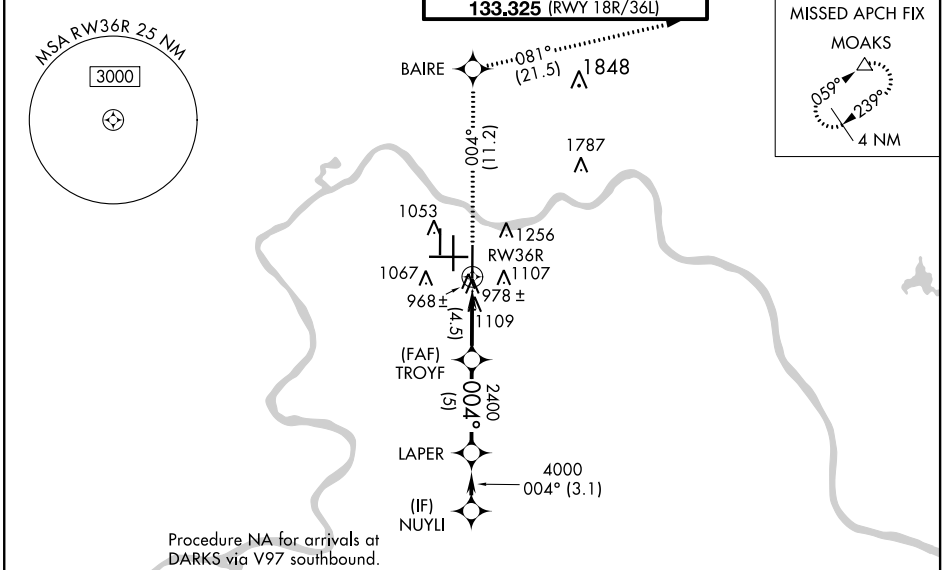 133.325 (RWY 18R/36L)
MSA RW36R 25 NM
3000
MISSED APCH FIX
MOAKS
059°
239°
4 NM
BAIRE
081°
(21.5)
1848
004°
(11.2)
1787
1053
1256
RW36R
1067
1107
968 ±
978 ±
1109
(4.5)
(FAF)
TROYF
2400
004°
(5)
LAPER
4000
004° (3.1)
(IF)
NUYLI
Procedure NA for arrivals at
DARKS via V97 southbound.